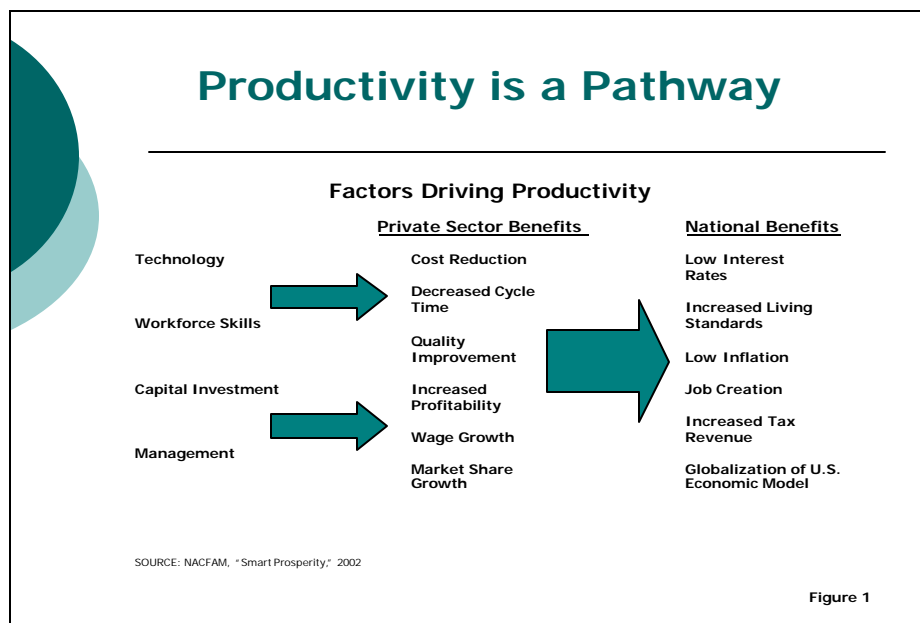 Productivity is a Pathway
Factors Driving Productivity
Technology
Workforce Skills
Capital Investment
Management
Private Sector Benefits
Cost Reduction
Decreased Cycle
Time
Quality
Improvement
Increased
Profitability
Wage Growth
Market Share
Growth
National Benefits
Low Interest
Rates
Increased Living
Standards
Low Inflation
Job Creation
Increased Tax
Revenue
Globalization of U.S.
Economic Model
SOURCE: NACFAM, “Smart Prosperity,” 2002
Figure 1